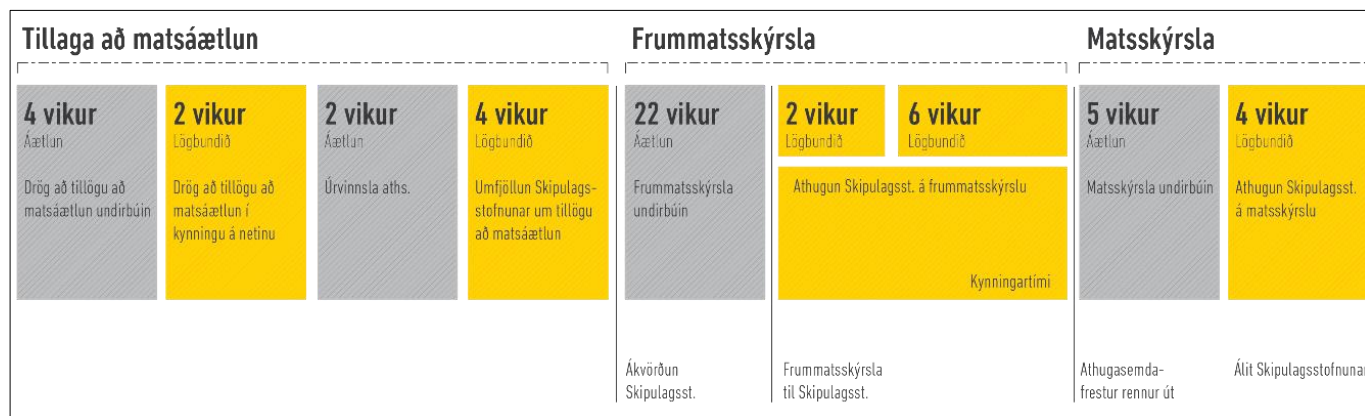 Tillaga að matsáætlun
4 vikur
Áætlun
Drög að tillögu að
matsáætlun undirbúin
2 vikur
Lögbundið
Drög að tillögu að
matsáætlun í
kynningu á netinu
2 vikur
Áætlun
Úrvinnsla aths.
4 vikur
Lögbundið
Umfjöllun Skipulags-
stofnunar um tillögu
að matsáætlun
Frummatsskýrsla
22 vikur
Áætlun
Frummatsskýrsla
undirbúin
2 vikur
Lögbundið
6 vikur
Lögbundið
Athugun Skipulagsst. á frummatsskýrslu
Kynningartími
Matsskýrsla
5 vikur
Áætlun
Matsskýrsla undirbúin
4 vikur
Lögbundið
Athugun Skipulagsst.
á matsskýrslu
Ákvörðun
Skipulagsst.
Frummatsskýrsla
til Skipulagsst.
Athugasemda-
frestur rennur út
Álit Skipulagsstofnunar